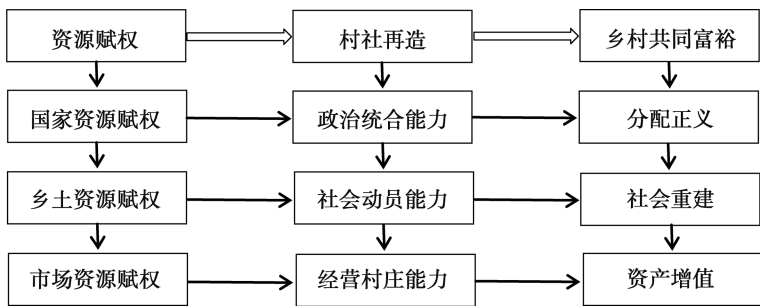 资源赋权
村社再造
乡村共同富裕
国家资源赋权
政治统合能力
分配正义
乡土资源赋权
社会动员能力
社会重建
市场资源赋权
经营村庄能力
资产增值